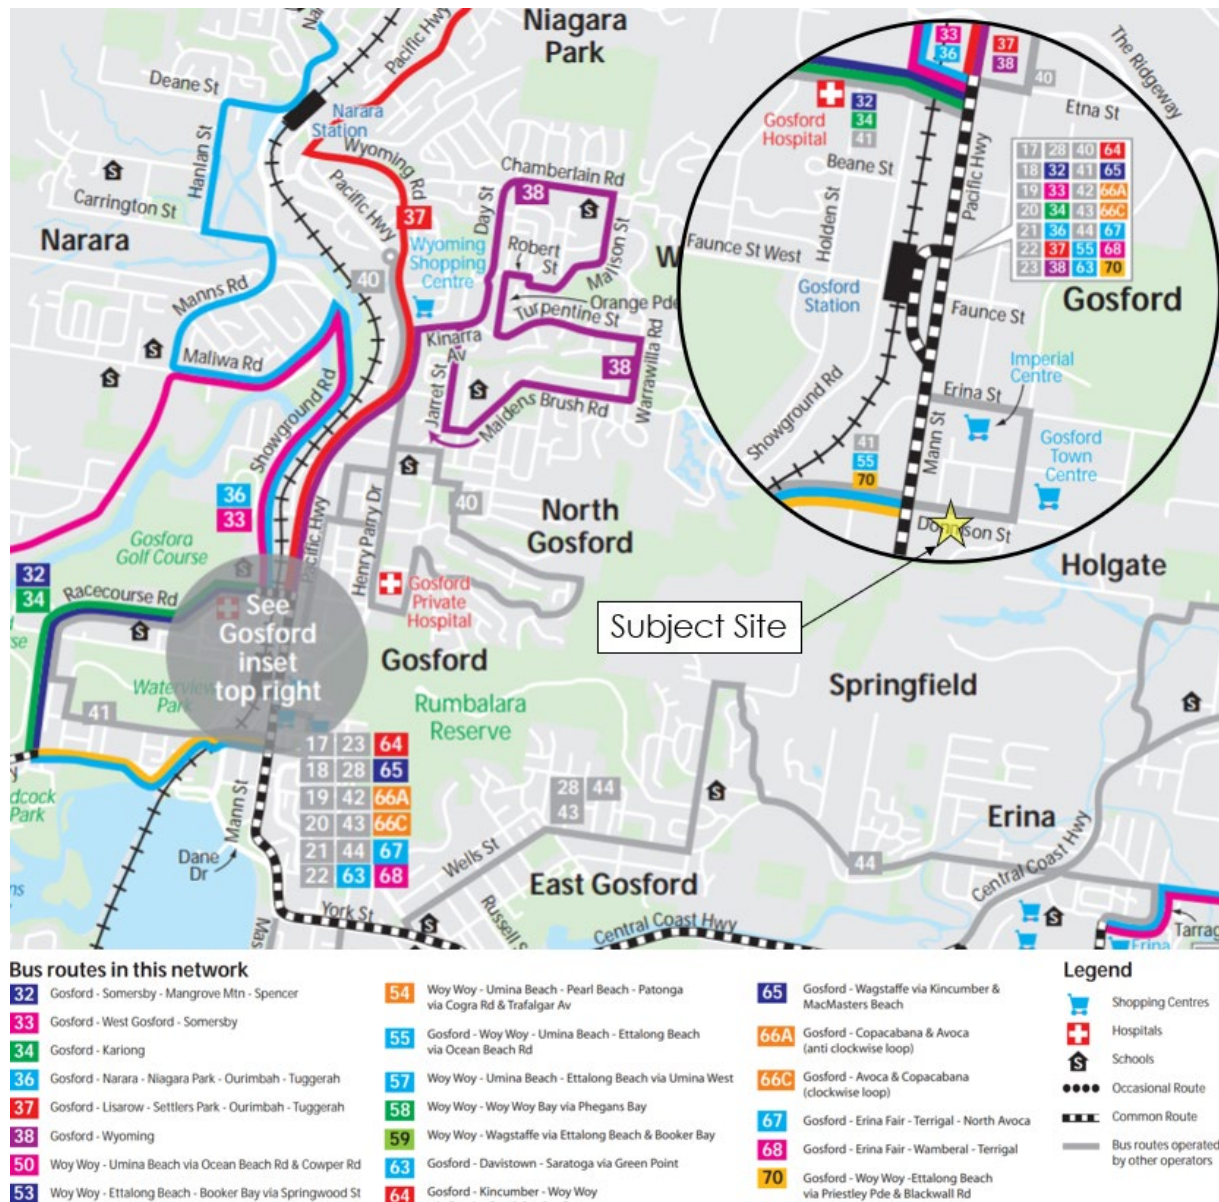 Niagara
Park
Pacific Hwy
Deane St
Narara
Station
Hanlan St
Wyoming Rd
Chamberlain Rd
38
Day St
Pacific Hwy
37
Carrington St
Narara
Wyoming
Shopping
Centre
Robert
St
Mallison St
Orange Pde
Turpentine St
40
Manns Rd
Kinarra
Av
Maliwa Rd
38
Warrawilla Rd
Jarret St
Maidens Brush Rd
Showground Rd
36
33
Henry Parry Dr
40
North
Gosford
Pacific Hwy
Gosford
Golf Course
32
34
Racecourse Rd
See
Gosford
inset
top right
Gosford
Private
Hospital
Gosford
Waterview
Park
Rumbalara
Reserve
41
17 23 64
18 28 65
19 42 66A
20 43 66C
21 44 67
22 63 68
Mann St
Dane
Dr
York St
Wells St
Russell S
28 44
43
East Gosford
Central Coast Hwy
Springfield
Erina
44
Central Coast Hwy
Holgate
Erina
Tarrag
33
36
37
38
40
The Ridgeway
Etna St
Gosford
Hospital
32
34
41
Beane St
Holden St
Pacific Hwy
17 28 40 64
18 32 41 65
19 33 42 66A
20 34 43 66C
21 36 44 67
22 37 55 68
23 38 63 70
Faunce St West
Gosford
Station
Gosford
Faunce St
Imperial
Centre
Erina St
Showground Rd
Mann St
Gosford
Town
Centre
41
55
70
Donnison St
Subject Site
Bus routes in this network
32 Gosford - Somersby - Mangrove Mtn - Spencer
33 Gosford - West Gosford - Somersby
34 Gosford - Kariong
36 Gosford - Narara - Niagara Park - Ourimbah - Tuggerah
37 Gosford - Lisarow - Settlers Park - Ourimbah - Tuggerah
38 Gosford - Wyoming
50 Woy Woy - Umina Beach via Ocean Beach Rd & Cowper Rd
53 Woy Woy - Ettalong Beach - Booker Bay via Springwood St
54 Woy Woy - Umina Beach - Pearl Beach - Patonga
via Cogra Rd & Trafalgar Av
55 Gosford - Woy Woy - Umina Beach - Ettalong Beach
via Ocean Beach Rd
57 Woy Woy - Umina Beach - Ettalong Beach via Umina West
58 Woy Woy - Woy Woy Bay via Phegans Bay
59 Woy Woy - Wagstaffe via Ettalong Beach & Booker Bay
63 Gosford - Davistown - Saratoga via Green Point
64 Gosford - Kincumber - Woy Woy
65 Gosford - Wagstaffe via Kincumber &
MacMasters Beach
66A Gosford - Copacabana & Avoca
(anti clockwise loop)
66C Gosford - Avoca & Copacabana
(clockwise loop)
67 Gosford - Erina Fair - Terrigal - North Avoca
68 Gosford - Erina Fair - Wamberal - Terrigal
70 Gosford - Woy Woy -Ettalong Beach
via Priestley Pde & Blackwall Rd
Legend
Shopping Centres
Hospitals
Schools
Occasional Route
Common Route
Bus routes operated
by other operators